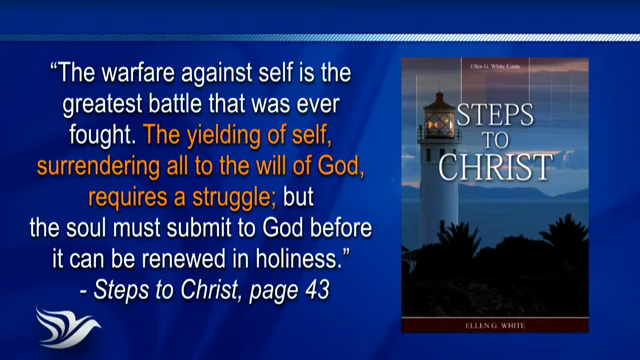 “The warfare against self is the
greatest battle that was ever
fought. The yielding of self,
surrendering all to the will of God,
requires a struggle; but
the soul must submit to God before
it can be renewed in holiness.”
- Steps to Christ, page 43
Ellen G. White Estate
STEPS
TO
CHRIST
ELLEN G. WHITE